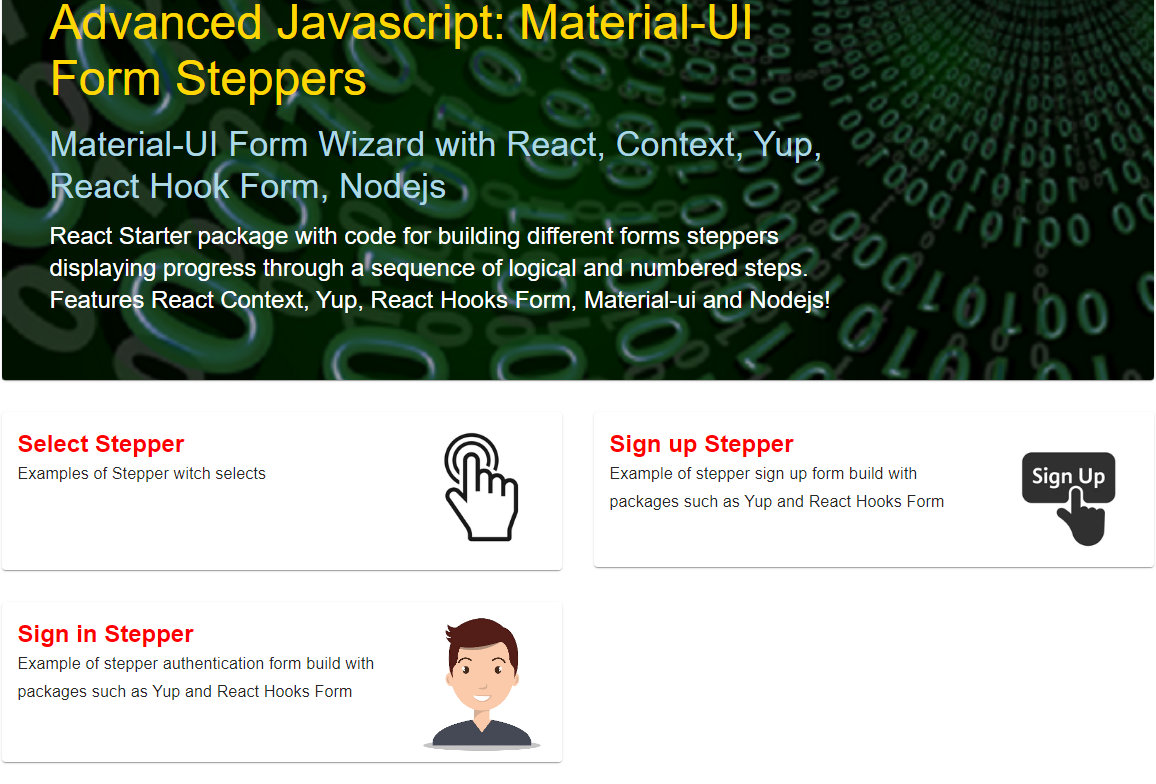 Advanced Javascript: Material-UI
Form Steppers
Material-UI Form Wizard with React, Context, Yup,
React Hook Form, Nodejs
React Starter package with code for building different forms steppers
displaying progress through a sequence of logical and numbered steps.
Features React Context, Yup, React Hooks Form, Material-ui and Nodejs!
Select Stepper
Examples of Stepper witch selects
Sign up Stepper
Example of stepper sign up form build with
packages such as Yup and React Hooks Form
Sign Up
Sign in Stepper
Example of stepper authentication form build with
packages such as Yup and React Hooks Form